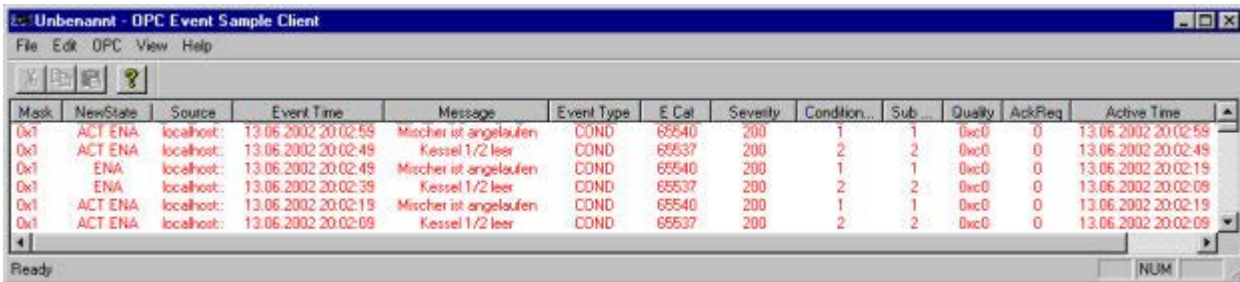 Unbenannt - OPC Event Sample Client
File Edit OPC View Help
Mask NewState Source Event Time Message Event Type E Cat Severity Condition... Sub ... Quality AckReq Active Time
0x1 ACT ENA localhost:: 13.06.2002 20:02:59 Mischer ist angelaufen COND 65540 200 1 1 0xc0 0 13.06.2002 20:02:59
0x1 ACT ENA localhost:: 13.06.2002 20:02:49 Kessel 1/2 leer COND 65537 200 2 2 0xc0 0 13.06.2002 20:02:49
0x1 ENA localhost:: 13.06.2002 20:02:49 Mischer ist angelaufen COND 65540 200 1 1 0xc0 0 13.06.2002 20:02:19
0x1 ENA localhost:: 13.06.2002 20:02:39 Kessel 1/2 leer COND 65537 200 2 2 0xc0 0 13.06.2002 20:02:09
0x1 ACT ENA localhost:: 13.06.2002 20:02:19 Mischer ist angelaufen COND 65540 200 1 1 0xc0 0 13.06.2002 20:02:19
0x1 ACT ENA localhost:: 13.06.2002 20:02:09 Kessel 1/2 leer COND 65537 200 2 2 0xc0 0 13.06.2002 20:02:09
Ready NUM